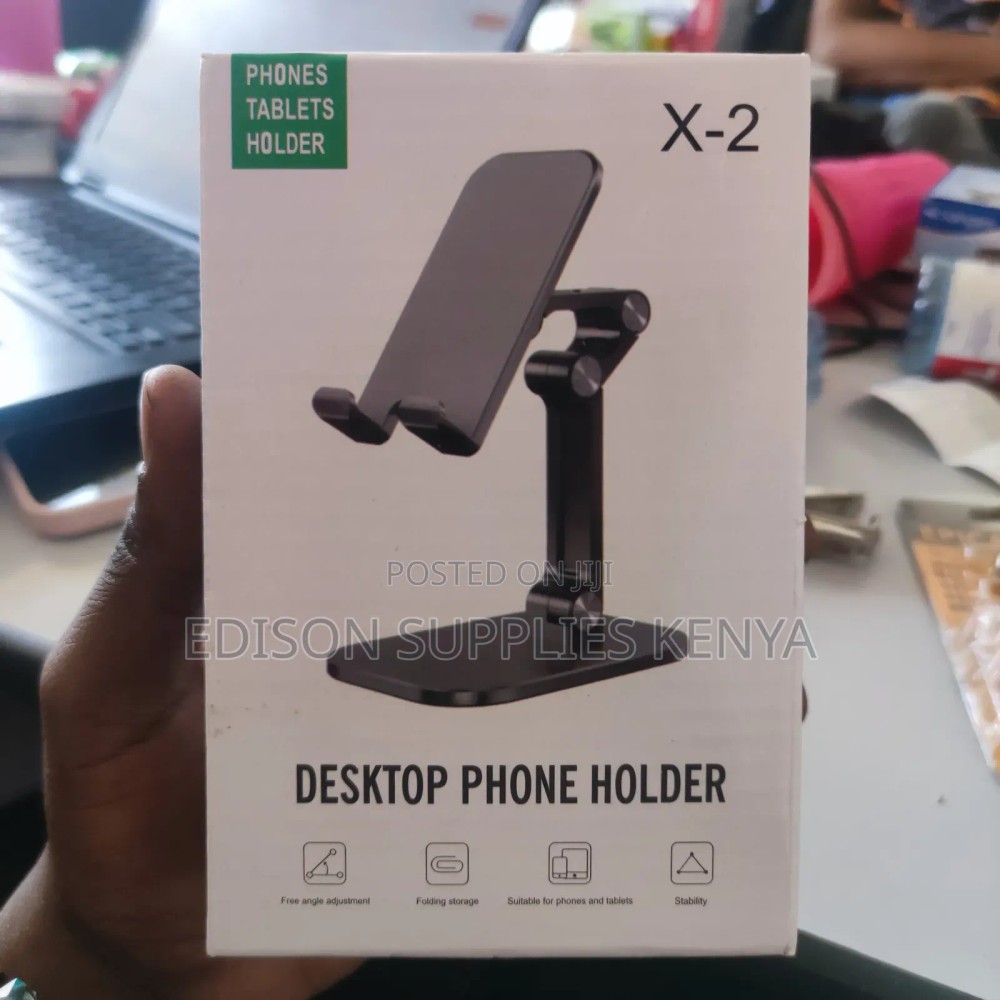 PHONES
TABLETS
HOLDER
X-2
POSTED ON JIJI
EDISON SUPPLIES KENYA
DESKTOP PHONE HOLDER
Free angle adjustment
Folding storage
Suitable for phones and tablets
Stability